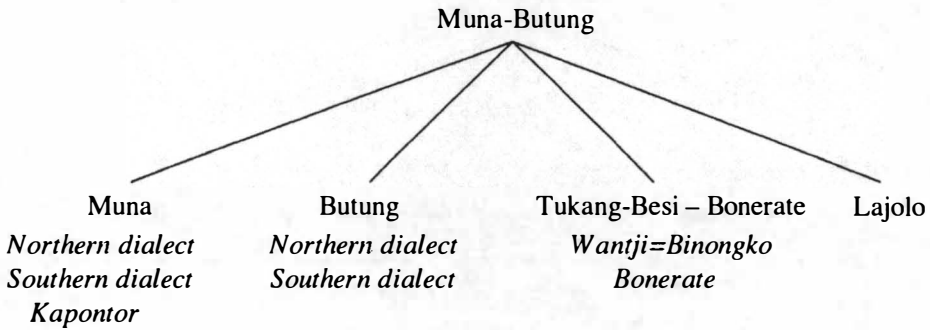 Muna-Butung
Muna Butung Tukang-Besi – Bonerate Lajolo
Northern dialect Northern dialect Wantji=Binongko
Southern dialect Southern dialect Bonerate
Kapontor